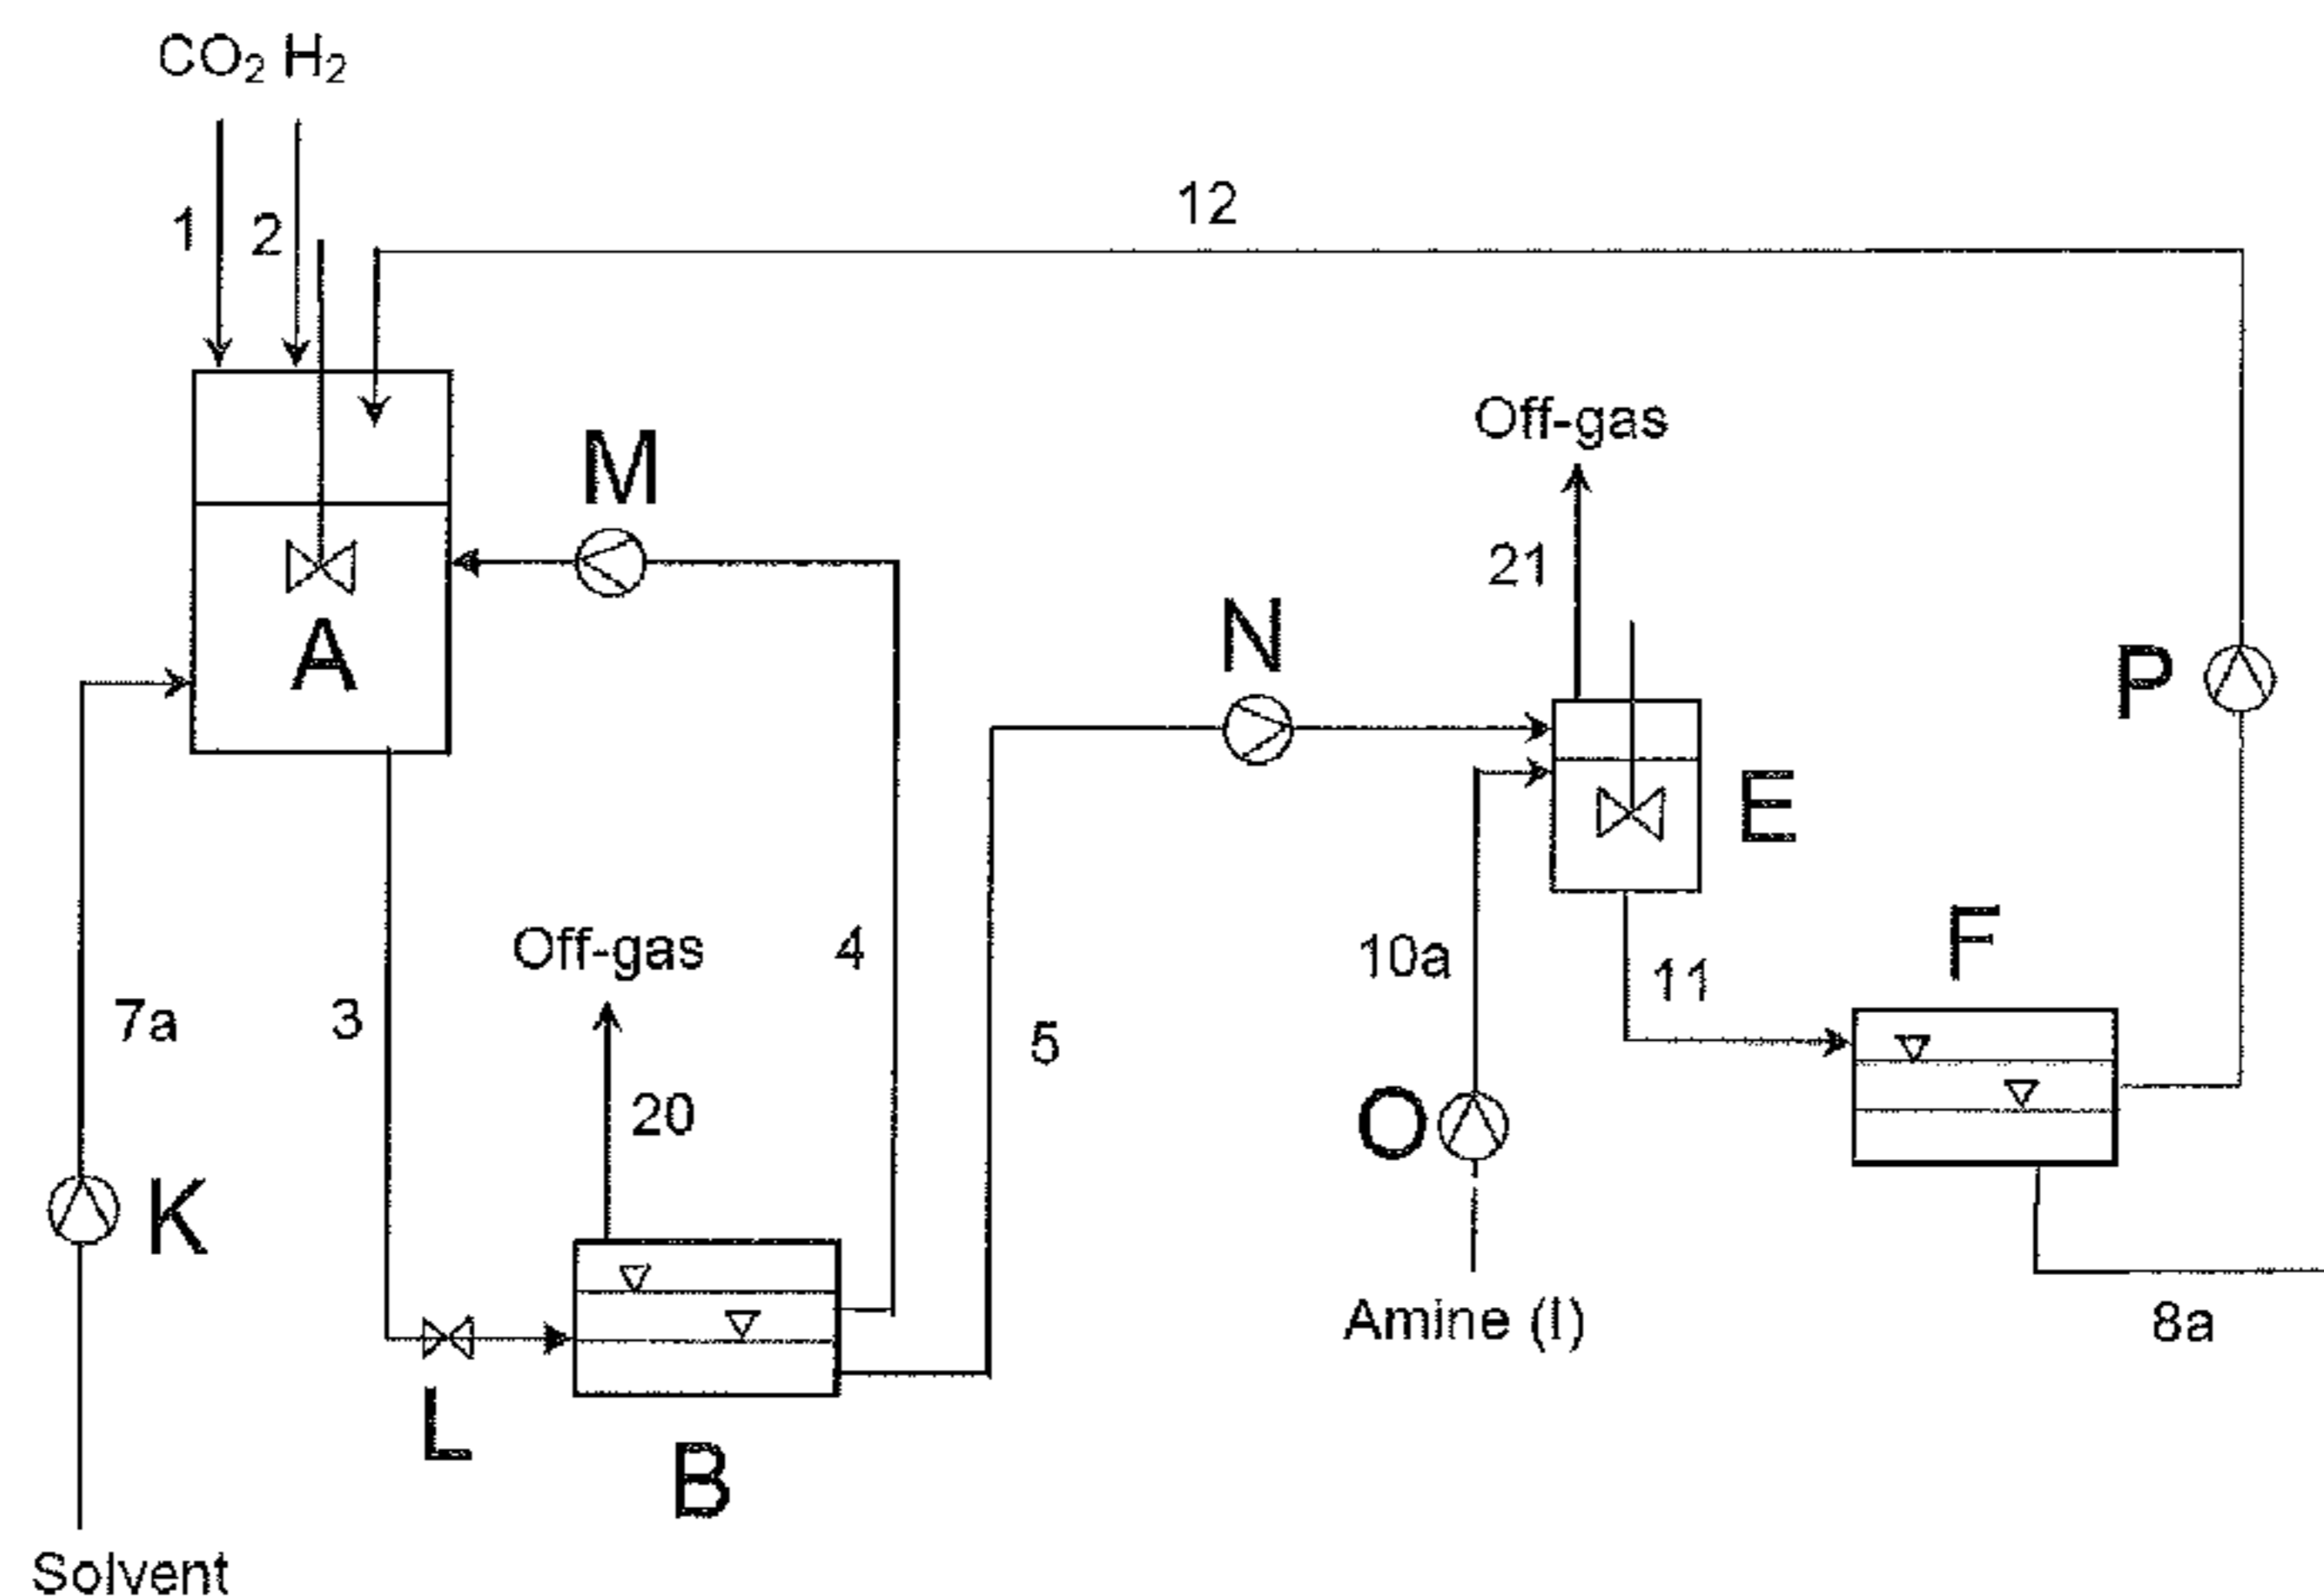 CO₂ H₂
12
1
2
Off-gas
M
21
N
A
P
E
Off-gas
4
10a
F
11
7a
3
5
20
O
K
Amine (I)
8a
L
B
Solvent